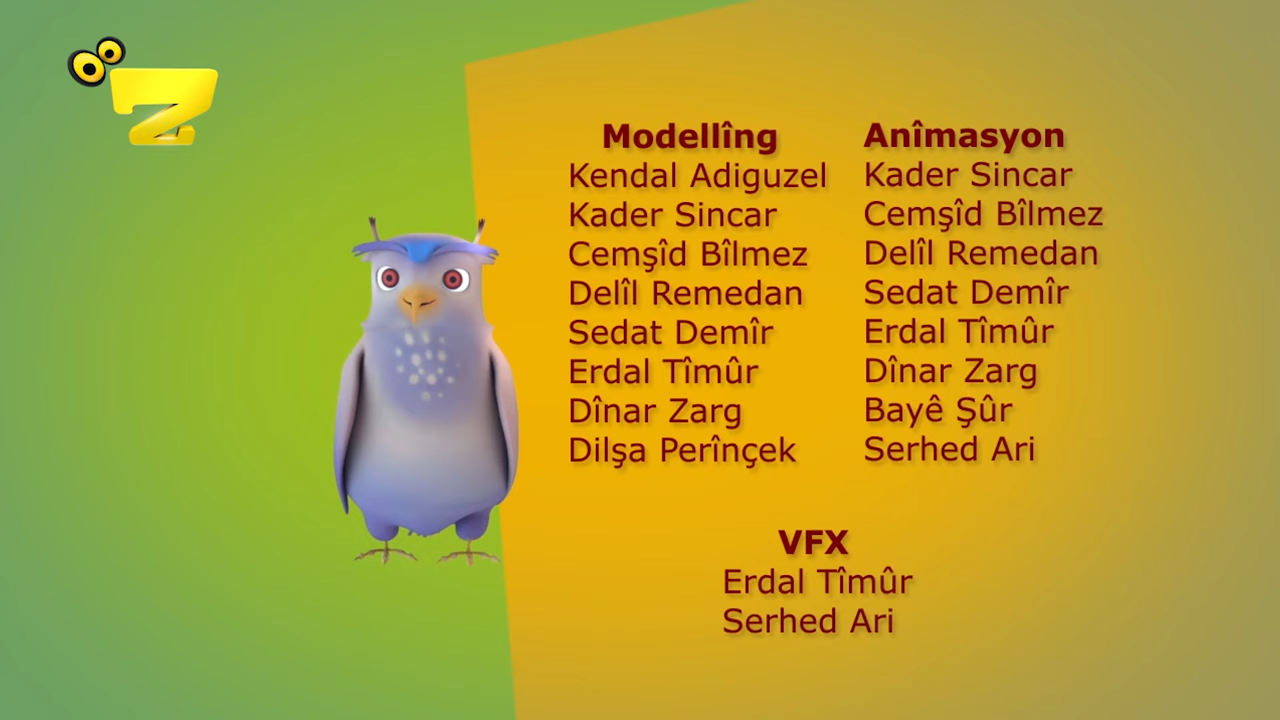 Z
Modellîng
Kendal Adiguzel
Kader Sincar
Cemşîd Bîlmez
Delîl Remedan
Sedat Demîr
Erdal Tîmûr
Dînar Zarg
Dilşa Perînçek
Anîmasyon
Kader Sincar
Cemşîd Bîlmez
Delîl Remedan
Sedat Demîr
Erdal Tîmûr
Dînar Zarg
Bayê Şûr
Serhed Ari
VFX
Erdal Tîmûr
Serhed Ari